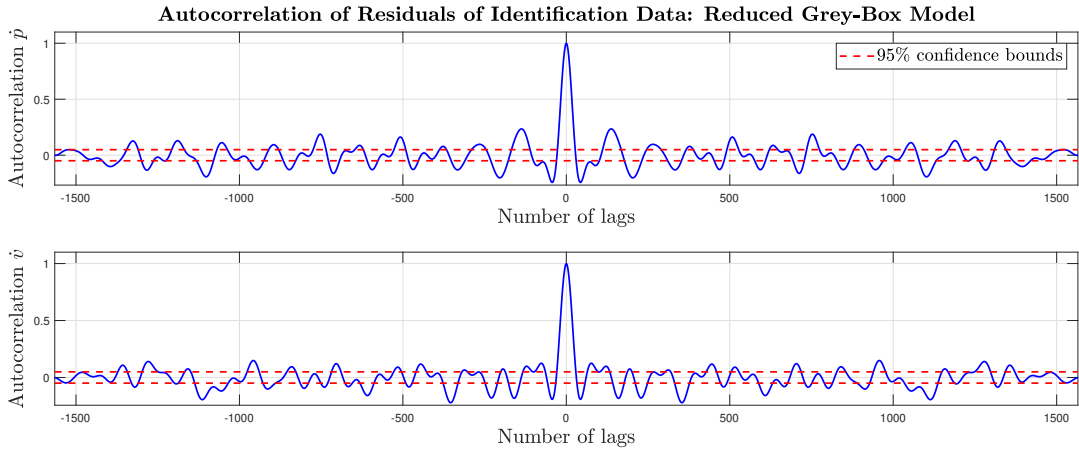 Autocorrelation of Residuals of Identification Data: Reduced Grey-Box Model
Autocorrelation ṗ
1
0.5
0
95% confidence bounds
-1500 -1000 -500 0 500 1000 1500
Number of lags
Autocorrelation v̇
1
0.5
0
-1500 -1000 -500 0 500 1000 1500
Number of lags